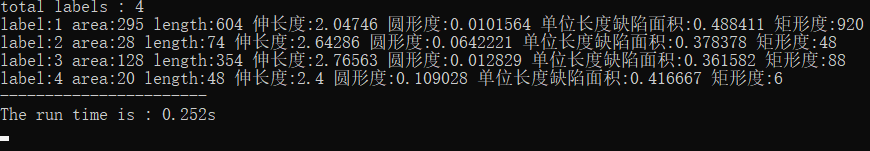 total labels : 4
label:1 area:295 length:604 伸长度:2.04746 圆形度:0.0101564 单位长度缺陷面积:0.488411 矩形度:920
label:2 area:28 length:74 伸长度:2.64286 圆形度:0.0642221 单位长度缺陷面积:0.378378 矩形度:48
label:3 area:128 length:354 伸长度:2.76563 圆形度:0.012829 单位长度缺陷面积:0.361582 矩形度:88
label:4 area:20 length:48 伸长度:2.4 圆形度:0.109028 单位长度缺陷面积:0.416667 矩形度:6
-----------------------
The run time is : 0.252s